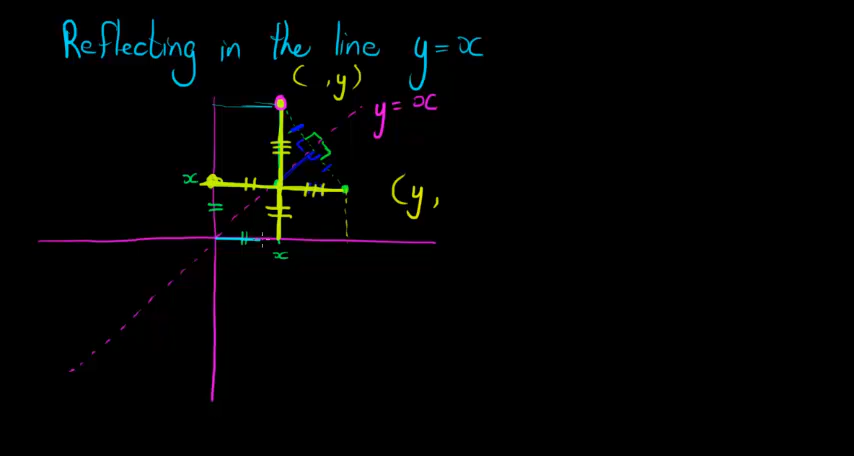 Reflecting in the line y = x
( , y)
y = x
x
(y,
x